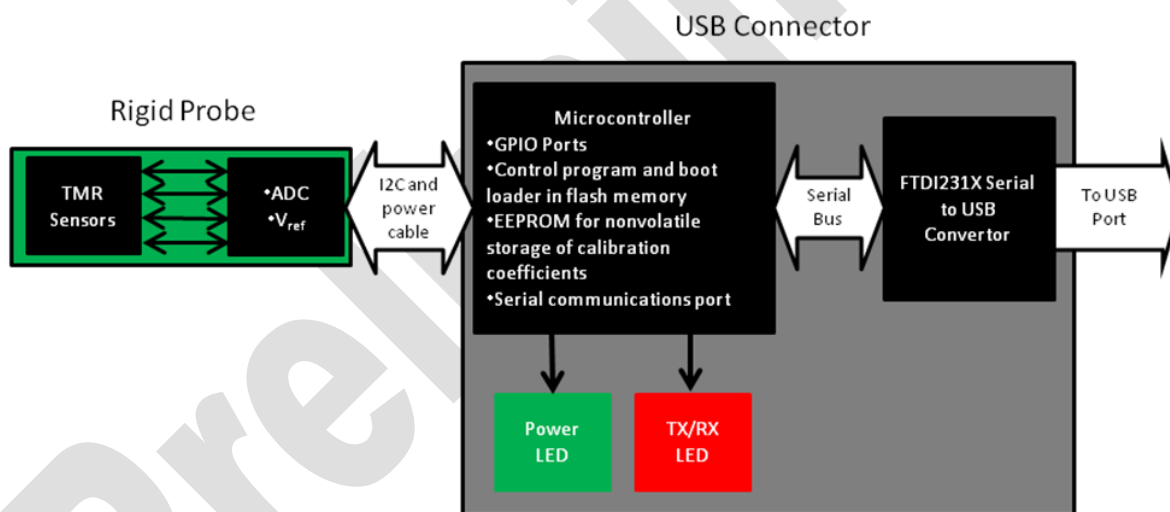 USB Connector
Rigid Probe
TMR
Sensors
•ADC
•Vref
I2C and
power
cable
Microcontroller
•GPIO Ports
•Control program and boot
loader in flash memory
•EEPROM for nonvolatile
storage of calibration
coefficients
•Serial communications port
Serial
Bus
FTDI231X Serial
to USB
Convertor
To USB
Port
Power
LED
TX/RX
LED